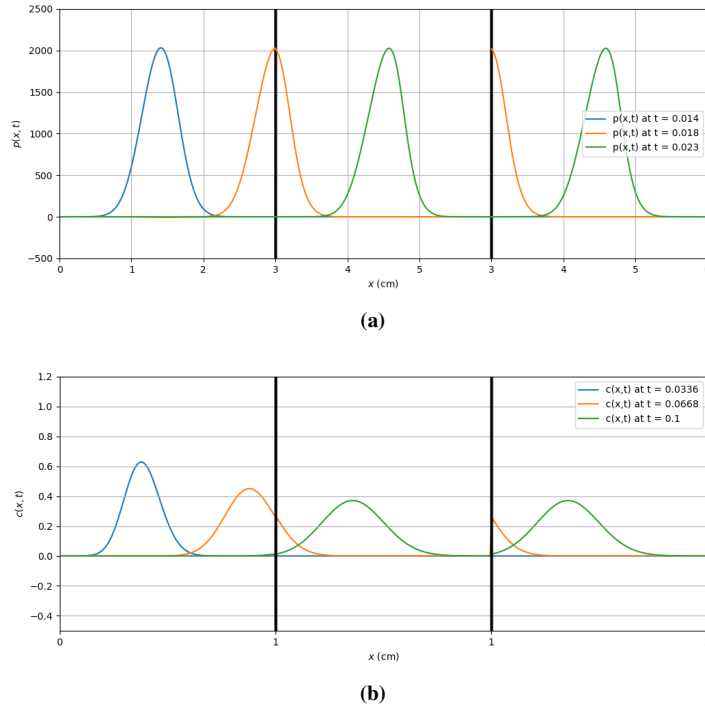 2500
2000
1500
1000
500
0
−500
p(x, t)
p(x,t) at t = 0.014
p(x,t) at t = 0.018
p(x,t) at t = 0.023
0 1 2 3 4 5 3 4 5
x (cm)
(a)
1.2
1.0
0.8
0.6
0.4
0.2
0.0
−0.2
−0.4
c(x, t)
c(x,t) at t = 0.0336
c(x,t) at t = 0.0668
c(x,t) at t = 0.1
0 1 1
x (cm)
(b)